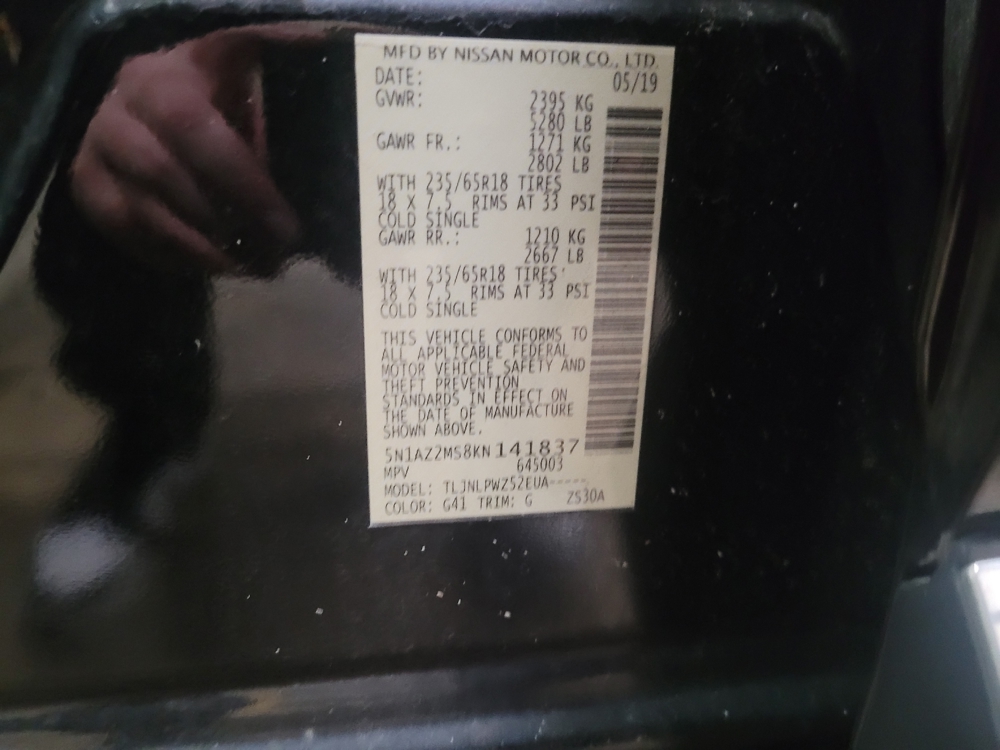 MFD BY NISSAN MOTOR CO., LTD.
DATE: 05/19
GVWR: 2395 KG
5280 LB
GAWR FR.: 1271 KG
2802 LB
WITH 235/65R18 TIRES
18 X 7.5 RIMS AT 33 PSI
COLD SINGLE
GAWR RR.: 1210 KG
2667 LB
WITH 235/65R18 TIRES
18 X 7.5 RIMS AT 33 PSI
COLD SINGLE
THIS VEHICLE CONFORMS TO
ALL APPLICABLE FEDERAL
MOTOR VEHICLE SAFETY AND
THEFT PREVENTION
STANDARDS IN EFFECT ON
THE DATE OF MANUFACTURE
SHOWN ABOVE.
5N1AZ2MS8KN141837
MPV 645003
MODEL: TLJNLPWZ52EUA-----
COLOR: G41 TRIM: G ZS30A